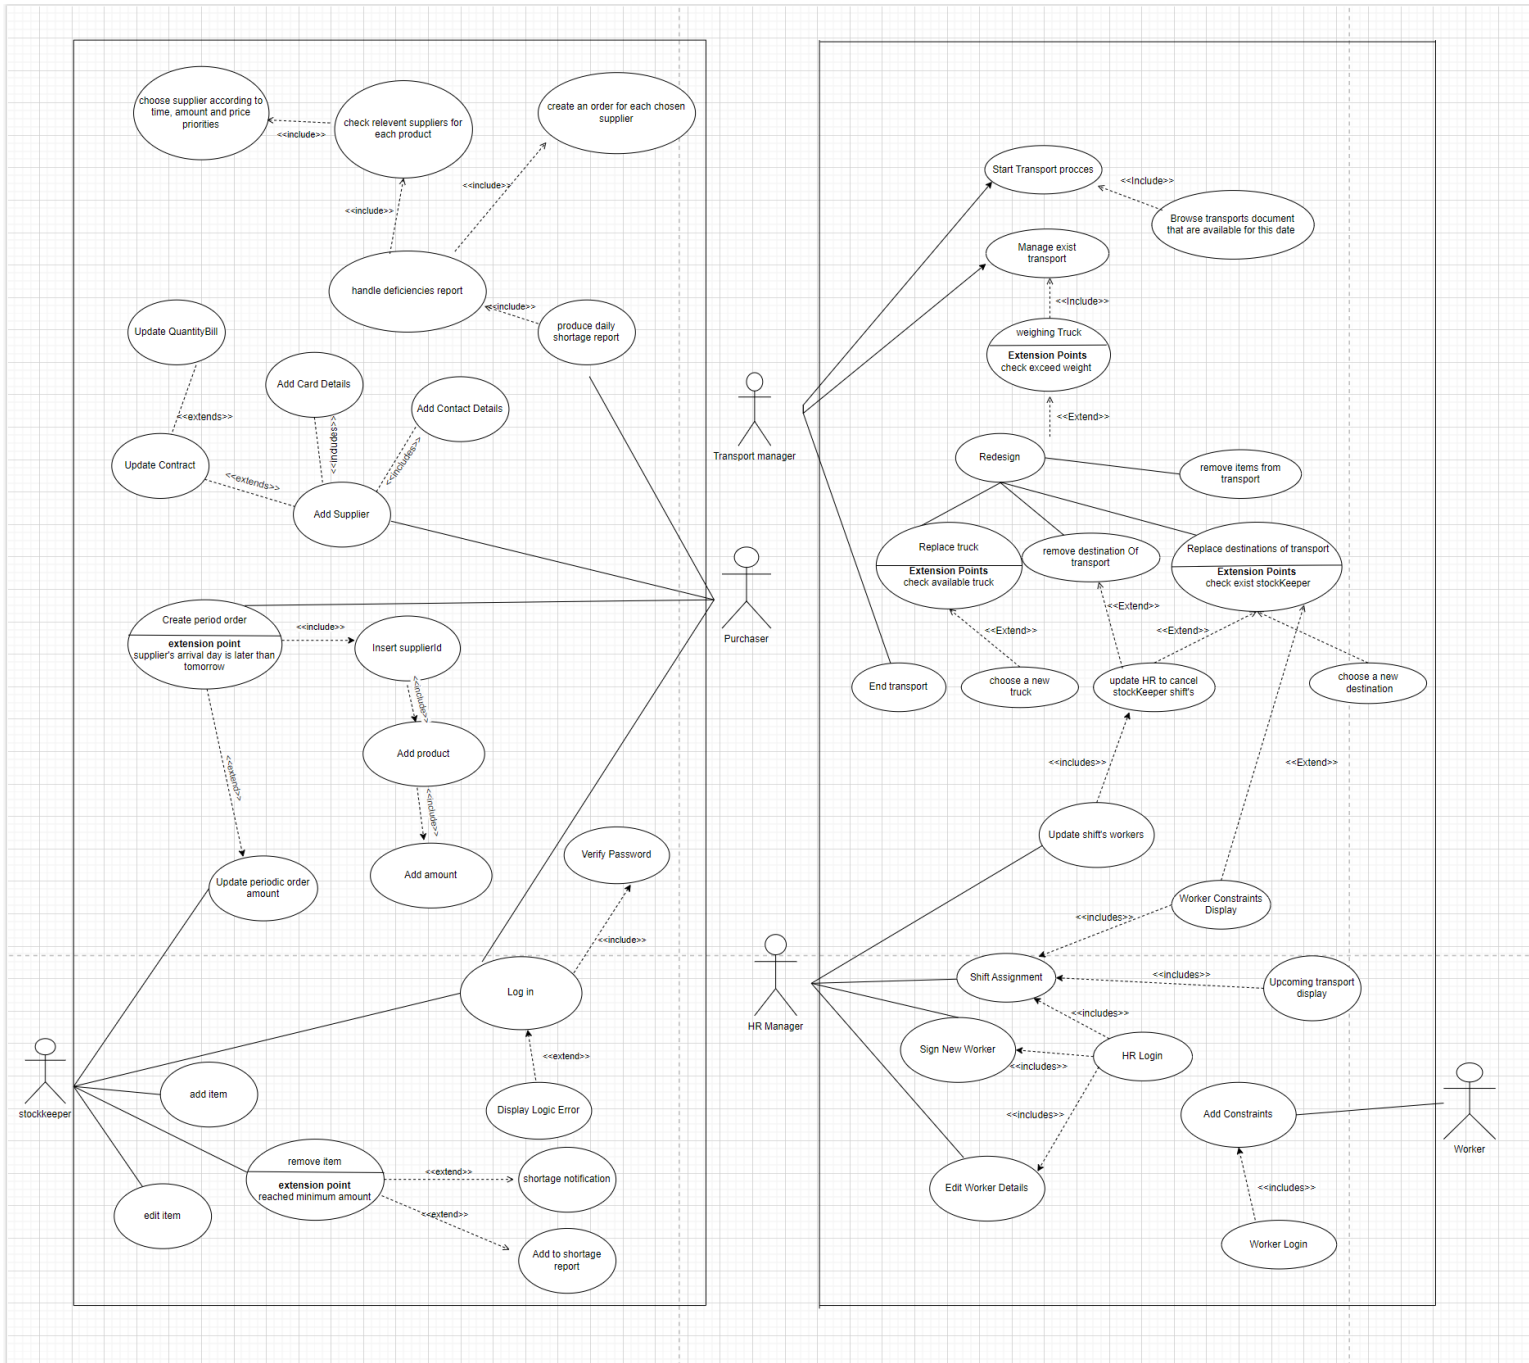 choose supplier according to
time, amount and price
priorities
<<include>>
check relevent suppliers for
each product
create an order for each chosen
supplier
<<include>>
<<include>>
handle deficiencies report
<<include>>
produce daily
shortage report
Update QuantityBill
Add Card Details
Add Contact Details
<<extends>>
<<includes>>
<<includes>>
Update Contract
<<extends>>
Add Supplier
Create period order
extension point
supplier's arrival day is later than
tomorrow
<<include>>
Insert supplierId
<<include>>
Add product
<<extend>>
<<include>>
Update periodic order
amount
Add amount
Verify Password
<<include>>
Log in
<<extend>>
Display Logic Error
add item
remove item
extension point
reached minimum amount
<<extend>>
shortage notification
<<extend>>
Add to shortage
report
edit item
stockkeeper
Purchaser
Transport manager
HR Manager
Worker
Start Transport procces
<<Include>>
Browse transports document
that are available for this date
Manage exist
transport
<<Include>>
weighing Truck
Extension Points
check exceed weight
<<Extend>>
Redesign
remove items from
transport
Replace truck
Extension Points
check available truck
remove destination Of
transport
Replace destinations of transport
Extension Points
check exist stockKeeper
<<Extend>>
<<Extend>>
<<Extend>>
End transport
choose a new
truck
update HR to cancel
stockKeeper shift's
choose a new
destination
<<includes>>
<<Extend>>
Update shift's workers
Worker Constraints
Display
<<includes>>
Shift Assignment
<<includes>>
Upcoming transport
display
<<includes>>
Sign New Worker
<<includes>>
HR Login
<<includes>>
Add Constraints
Edit Worker Details
<<includes>>
Worker Login